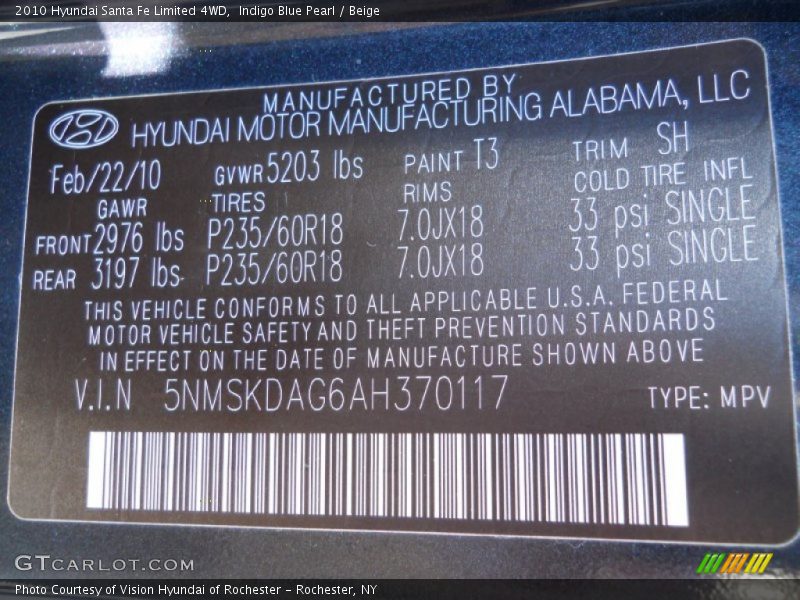 2010 Hyundai Santa Fe Limited 4WD, Indigo Blue Pearl / Beige
MANUFACTURED BY
HYUNDAI MOTOR MANUFACTURING ALABAMA, LLC
Feb/22/10 GVWR 5203 lbs PAINT T3 TRIM SH
GAWR TIRES RIMS COLD TIRE INFL
FRONT 2976 lbs P235/60R18 7.0JX18 33 psi SINGLE
REAR 3197 lbs P235/60R18 7.0JX18 33 psi SINGLE
THIS VEHICLE CONFORMS TO ALL APPLICABLE U.S.A. FEDERAL
MOTOR VEHICLE SAFETY AND THEFT PREVENTION STANDARDS
IN EFFECT ON THE DATE OF MANUFACTURE SHOWN ABOVE
V.I.N 5NMSKDAG6AH370117 TYPE: MPV
GTCARLOT.COM
Photo Courtesy of Vision Hyundai of Rochester - Rochester, NY